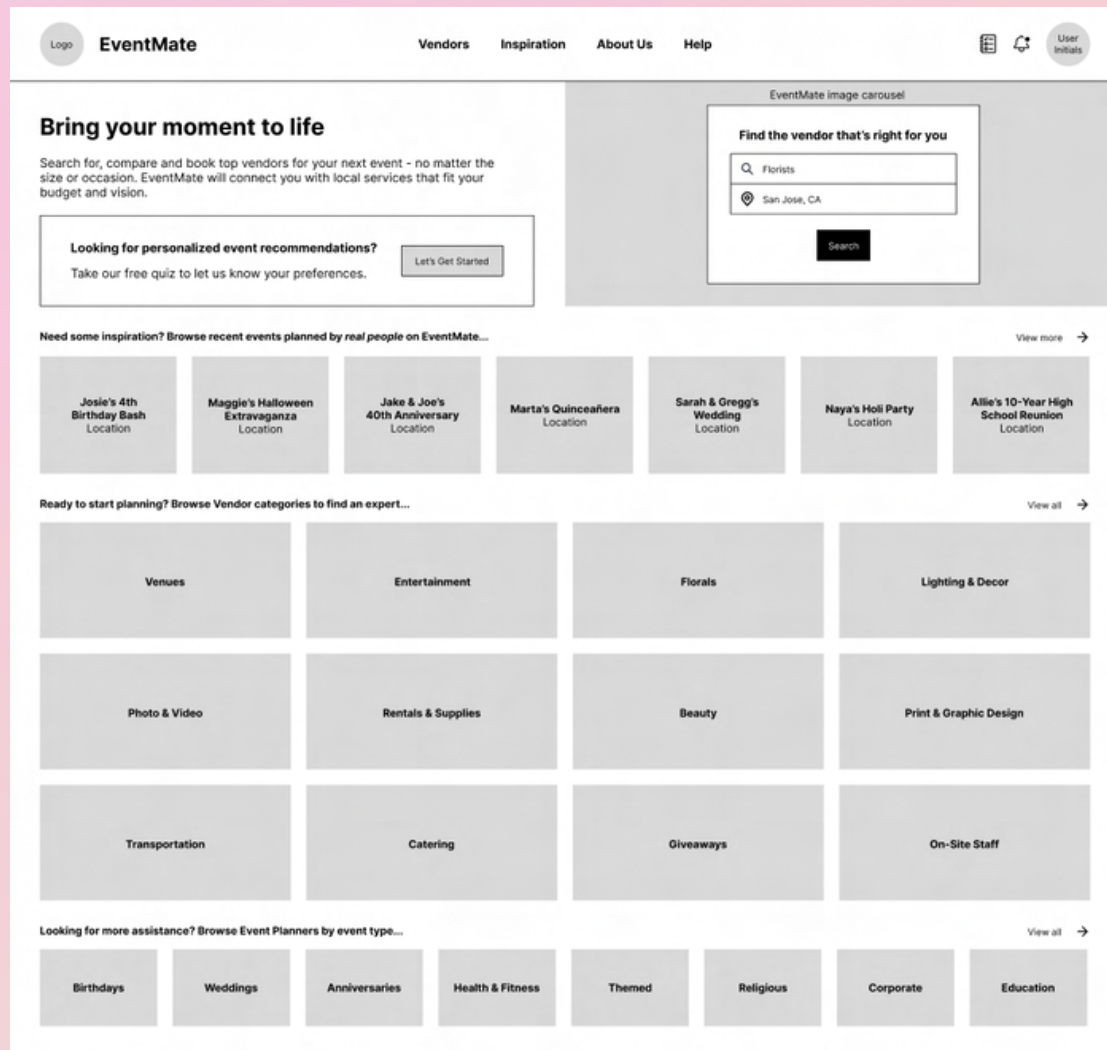 Logo
EventMate
Vendors
Inspiration
About Us
Help
User
Initials
Bring your moment to life
Search for, compare and book top vendors for your next event - no matter the
size or occasion. EventMate will connect you with local services that fit your
budget and vision.
Looking for personalized event recommendations?
Take our free quiz to let us know your preferences.
Let's Get Started
EventMate image carousel
Find the vendor that's right for you
Florists
San Jose, CA
Search
Need some inspiration? Browse recent events planned by real people on EventMate...
View more
Josie's 4th
Birthday Bash
Location
Maggie's Halloween
Extravaganza
Location
Jake & Joe's
40th Anniversary
Location
Marta's Quinceañera
Location
Sarah & Gregg's
Wedding
Location
Naya's Holi Party
Location
Allie's 10-Year High
School Reunion
Location
Ready to start planning? Browse Vendor categories to find an expert...
View all
Venues
Entertainment
Florals
Lighting & Decor
Photo & Video
Rentals & Supplies
Beauty
Print & Graphic Design
Transportation
Catering
Giveaways
On-Site Staff
Looking for more assistance? Browse Event Planners by event type...
View all
Birthdays
Weddings
Anniversaries
Health & Fitness
Themed
Religious
Corporate
Education